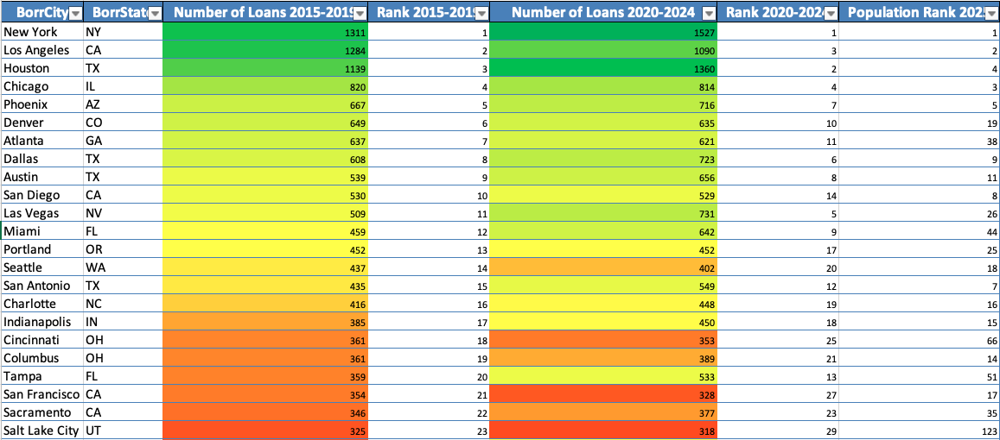 BorrCity BorrStat Number of Loans 2015-2019 Rank 2015-201 Number of Loans 2020-2024 Rank 2020-202 Population Rank 202
New York NY 1311 1 1527 1 1
Los Angeles CA 1284 2 1090 3 2
Houston TX 1139 3 1360 2 4
Chicago IL 820 4 814 4 3
Phoenix AZ 667 5 716 7 5
Denver CO 649 6 635 10 19
Atlanta GA 637 7 621 11 38
Dallas TX 608 8 723 6 9
Austin TX 539 9 656 8 11
San Diego CA 530 10 529 14 8
Las Vegas NV 509 11 731 5 26
Miami FL 459 12 642 9 44
Portland OR 452 13 452 17 25
Seattle WA 437 14 402 20 18
San Antonio TX 435 15 549 12 7
Charlotte NC 416 16 448 19 16
Indianapolis IN 385 17 450 18 15
Cincinnati OH 361 18 353 25 66
Columbus OH 361 19 389 21 14
Tampa FL 359 20 533 13 51
San Francisco CA 354 21 328 27 17
Sacramento CA 346 22 377 23 35
Salt Lake City UT 325 23 318 29 123